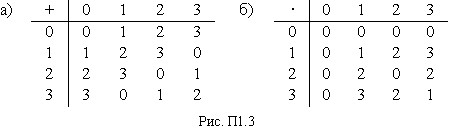 а) + 0 1 2 3 б) · 0 1 2 3
0 0 1 2 3 0 0 0 0 0
1 1 2 3 0 1 0 1 2 3
2 2 3 0 1 2 0 2 0 2
3 3 0 1 2 3 0 3 2 1
Рис. П1.3